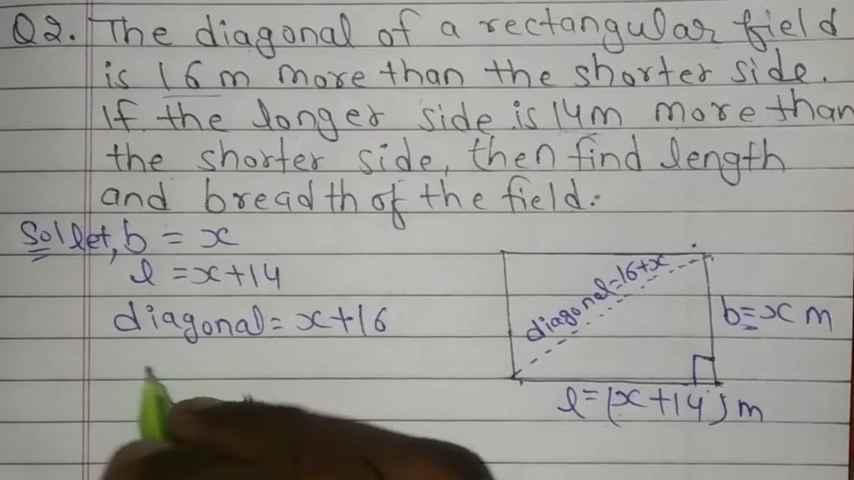 Q2. The diagonal of a rectangular field
is 16 m more than the shorter side.
If the longer side is 14m more than
the shorter side, then find length
and breadth of the field.
Sol let, b = x
l = x+14
diagonal = x+16
diagonal=16+x
b=x m
l=(x+14)m